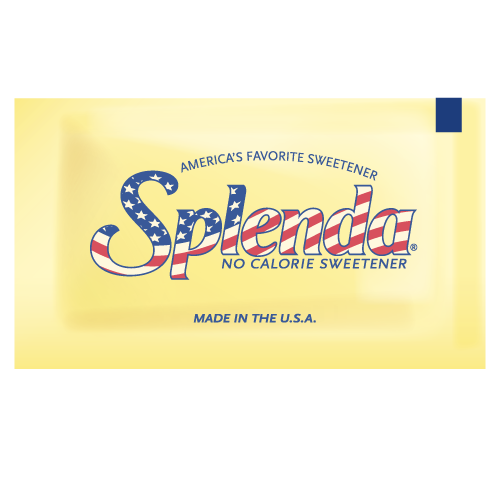 AMERICA'S FAVORITE SWEETENER
Splenda®
NO CALORIE SWEETENER
MADE IN THE U.S.A.